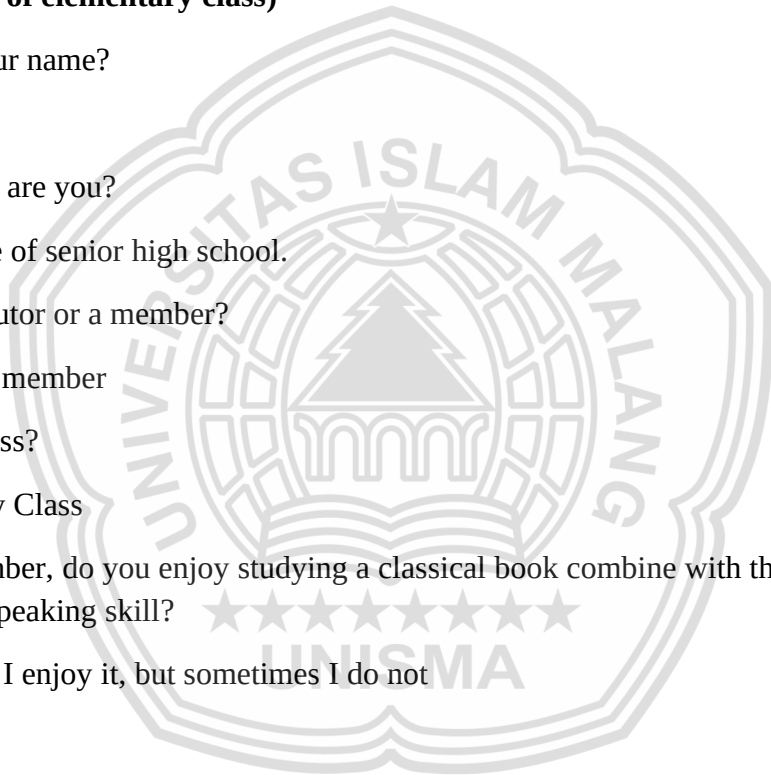 of elementary class)
ur name?
are you?
e of senior high school.
utor or a member?
member
ss?
y Class
nber, do you enjoy studying a classical book combine with th
peaking skill?
I enjoy it, but sometimes I do not
UNIVERSITAS ISLAM MALANG
UNISMA